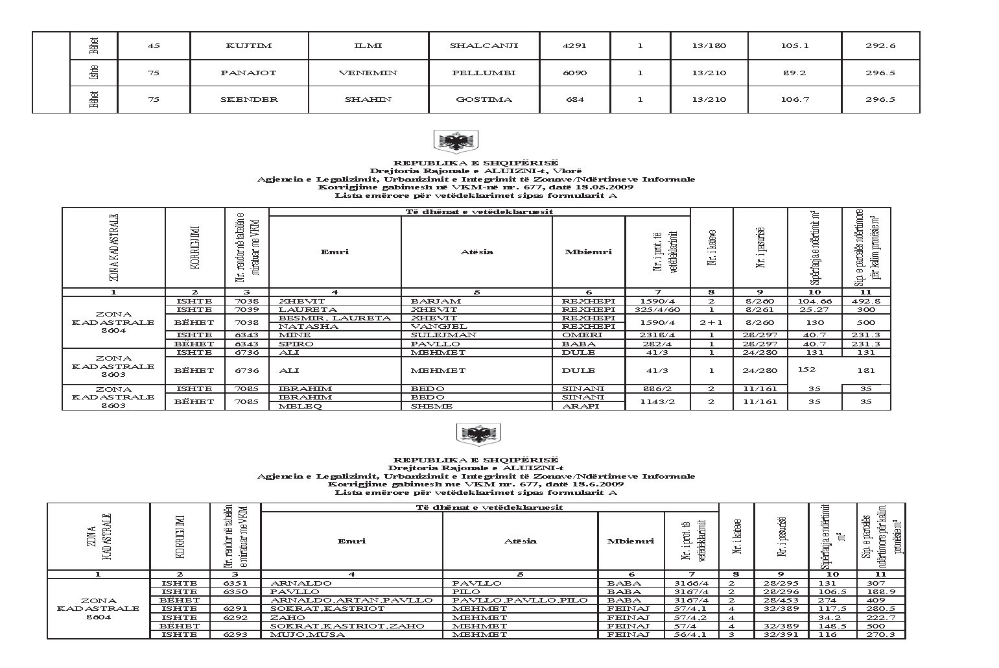 Bëhet 45 KUJTIM ILMI SHALCANJI 4291 1 13/180 105.1 292.6
Ishte 75 PANAJOT VENEMIN PELLUMBI 6090 1 13/210 89.2 296.5
Bëhet 75 SKENDER SHAHIN GOSTIMA 684 1 13/210 106.7 296.5
REPUBLIKA E SHQIPËRISË
Drejtoria Rajonale e ALUIZNI-t, Vlorë
Agjencia e Legalizimit, Urbanizimit e Integrimit të Zonave/Ndërtimeve Informale
Korrigjime gabimesh në VKM-në nr. 677, datë 18.05.2009
Lista emërore për vetëdeklarimet sipas formularit A
ZONA KADASTRALE
KORRIGJIMI
Nr. rendor në tabelën e
miratuar me VKM
Të dhënat e vetëdeklaruesit
Emri Atësia Mbiemri
Nr. i prot. të
vetëdeklarimit
Nr. i kateve
Nr. i pasurisë
Sipërfaqja e ndërtimit m²
Sip. e parcelës ndërtimore
për kalim pronësie m²
1 2 3 4 5 6 7 8 9 10 11
ZONA
KADASTRALE
8604
ISHTE 7038 XHEVIT BARJAM REXHEPI 1590/4 2 8/260 104.66 492.8
ISHTE 7039 LAURETA XHEVIT REXHEPI 325/4/60 1 8/261 25.27 300
BËHET 7038 BESMIR, LAURETA XHEVIT REXHEPI 1590/4 2+1 8/260 130 500
NATASHA VANGJEL REXHEPI
ISHTE 6343 MINE SULEJMAN OMERI 2318/4 1 28/297 40.7 231.3
BËHET 6343 SPIRO PAVLLO BABA 282/4 1 28/297 40.7 231.3
ZONA
KADASTRALE
8603
ISHTE 6736 ALI MEHMET DULE 41/3 1 24/280 131 131
BËHET 6736 ALI MEHMET DULE 41/3 1 24/280 152 181
ZONA
KADASTRALE
8603
ISHTE 7085 IBRAHIM BEDO SINANI 886/2 2 11/161 35 35
BËHET 7085 IBRAHIM BEDO SINANI 1143/2 2 11/161 35 35
MELEQ SHEME ARAPI
REPUBLIKA E SHQIPËRISË
Drejtoria Rajonale e ALUIZNI-t
Agjencia e Legalizimit, Urbanizimit e Integrimit të Zonave/Ndërtimeve Informale
Korrigjime gabimesh me VKM nr. 677, datë 18.6.2009
Lista emërore për vetëdeklarimet sipas formularit A
ZONA
KADASTRALE
KORRIGJIMI
Nr. rendor në tabelën
e miratuar me VKM
Të dhënat e vetëdeklaruesit
Emri Atësia Mbiemri
Nr. i prot. të
vetëdeklarimit
Nr. i kateve
Nr. i pasurisë
Sipërfaqja e ndërtimit
m²
Sip. e parcelës
ndërtimore për kalim
pronësie m²
1 2 3 4 5 6 7 8 9 10 11
ZONA
KADASTRALE
8604
ISHTE 6351 ARNALDO PAVLLO BABA 3166/4 2 28/295 131 307
ISHTE 6350 PAVLLO PILO BABA 3167/4 2 28/296 106.5 188.9
BËHET ARNALDO,ARTAN,PAVLLO PAVLLO,PAVLLO,PILO BABA 3167/4 2 28/453 274 409
ISHTE 6291 SOKRAT,KASTRIOT MEHMET FEINAJ 57/4,1 4 32/389 117.5 280.5
ISHTE 6292 ZAHO MEHMET FEINAJ 57/4,2 4 34.2 222.7
BËHET SOKRAT,KASTRIOT,ZAHO MEHMET FEINAJ 57/4 4 32/389 148.5 500
ISHTE 6293 MUJO,MUSA MEHMET FEINAJ 56/4,1 3 32/391 116 270.3